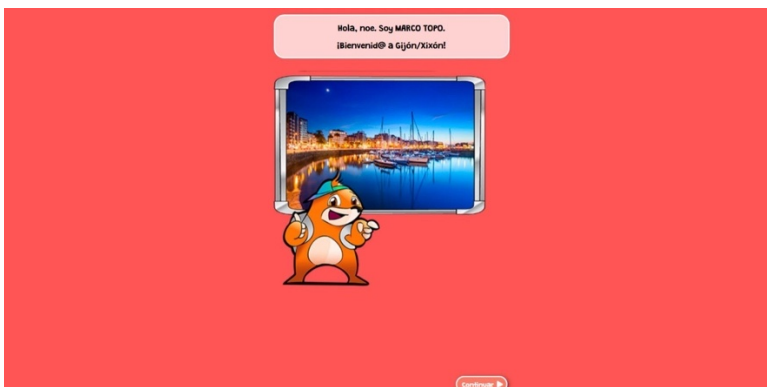 Hola, noe. Soy MARCO TOPO.
¡Bienvenid@ a Gijón/Xixón!
Continuar